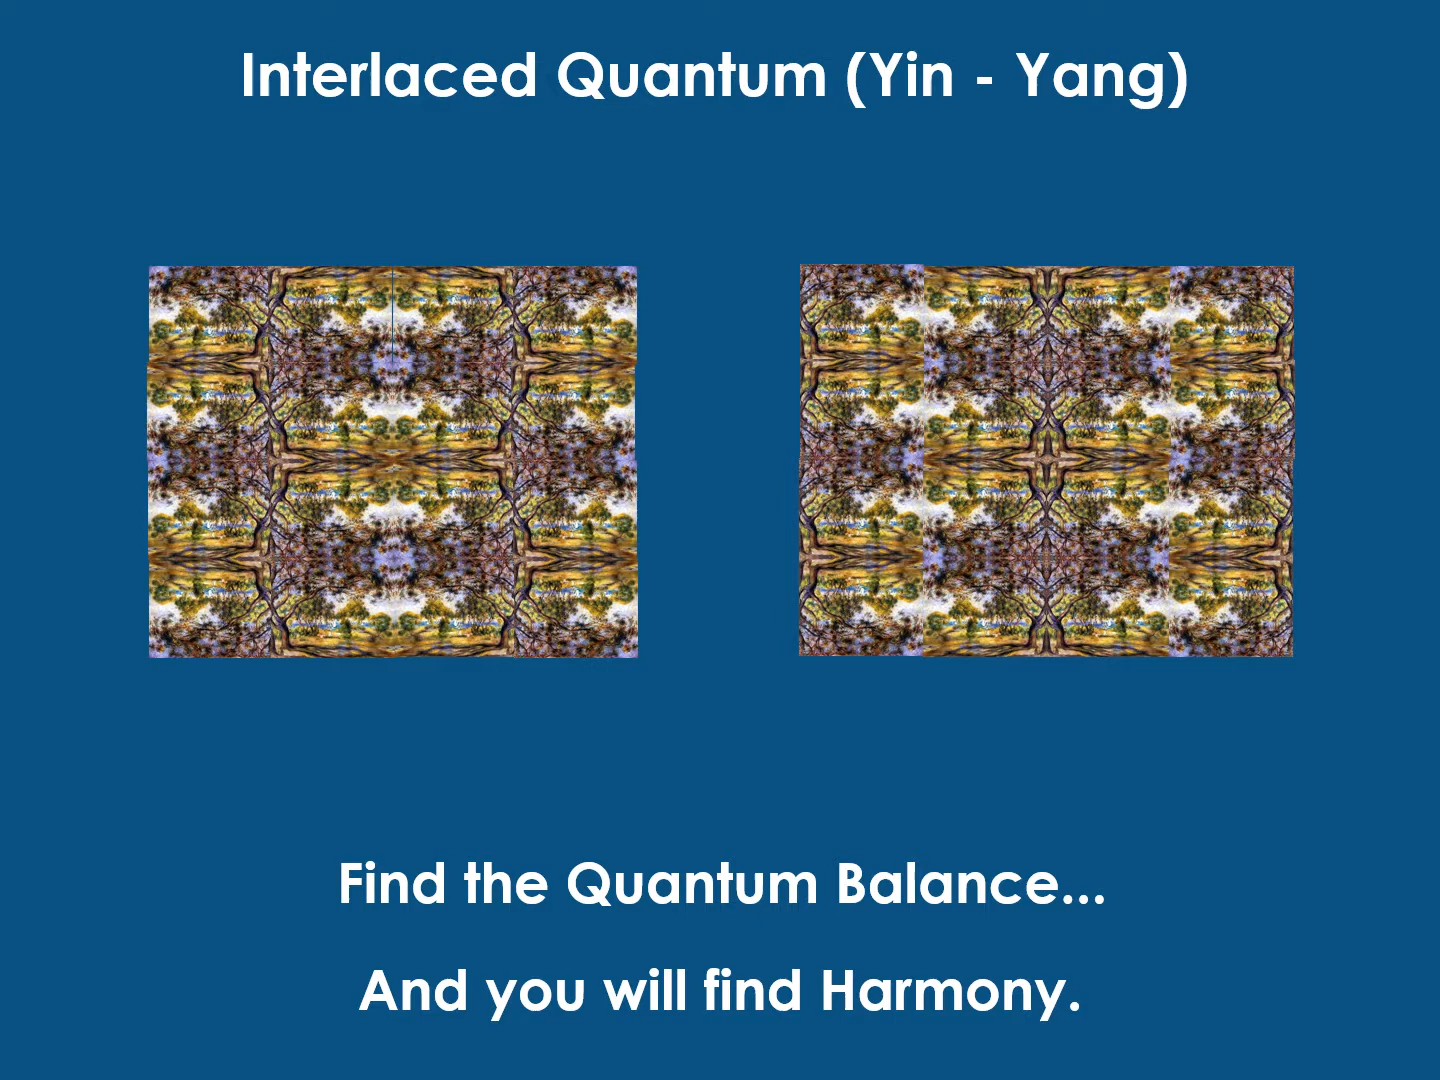 Interlaced Quantum (Yin - Yang)
Find the Quantum Balance...
And you will find Harmony.